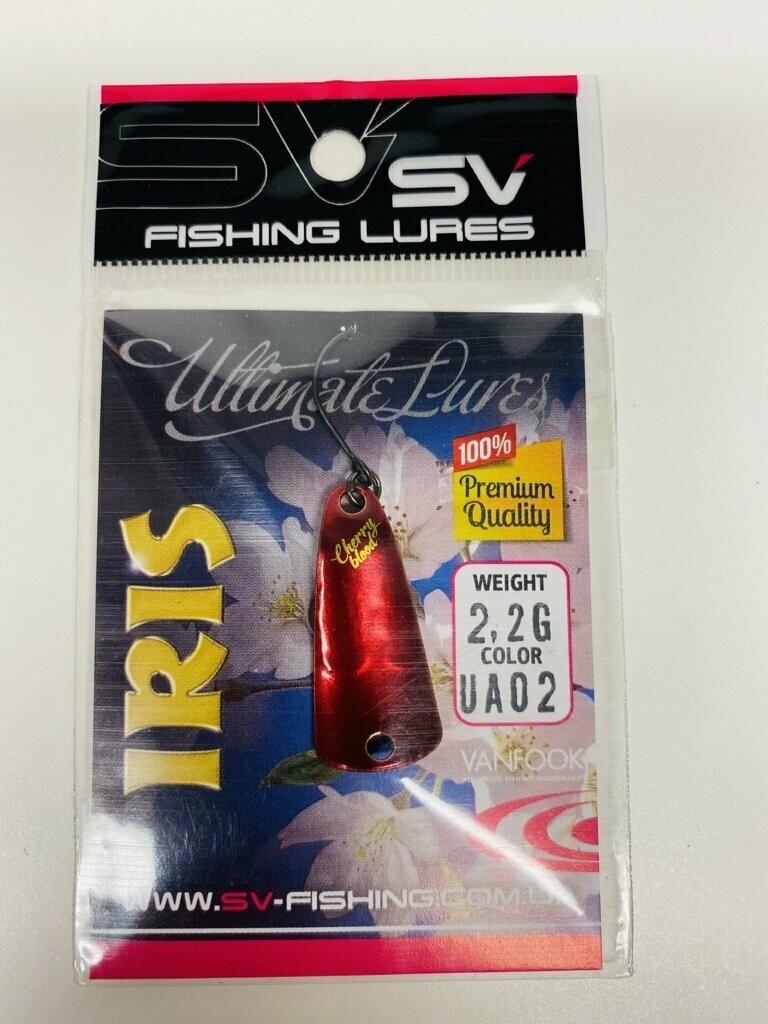 SV
SV
FISHING LURES
Ultimate Lures
100%
Premium
Quality
IRIS
Cherry
blood
WEIGHT
2,2G
COLOR
UA02
VANFOOK
WWW.SV-FISHING.COM.UA